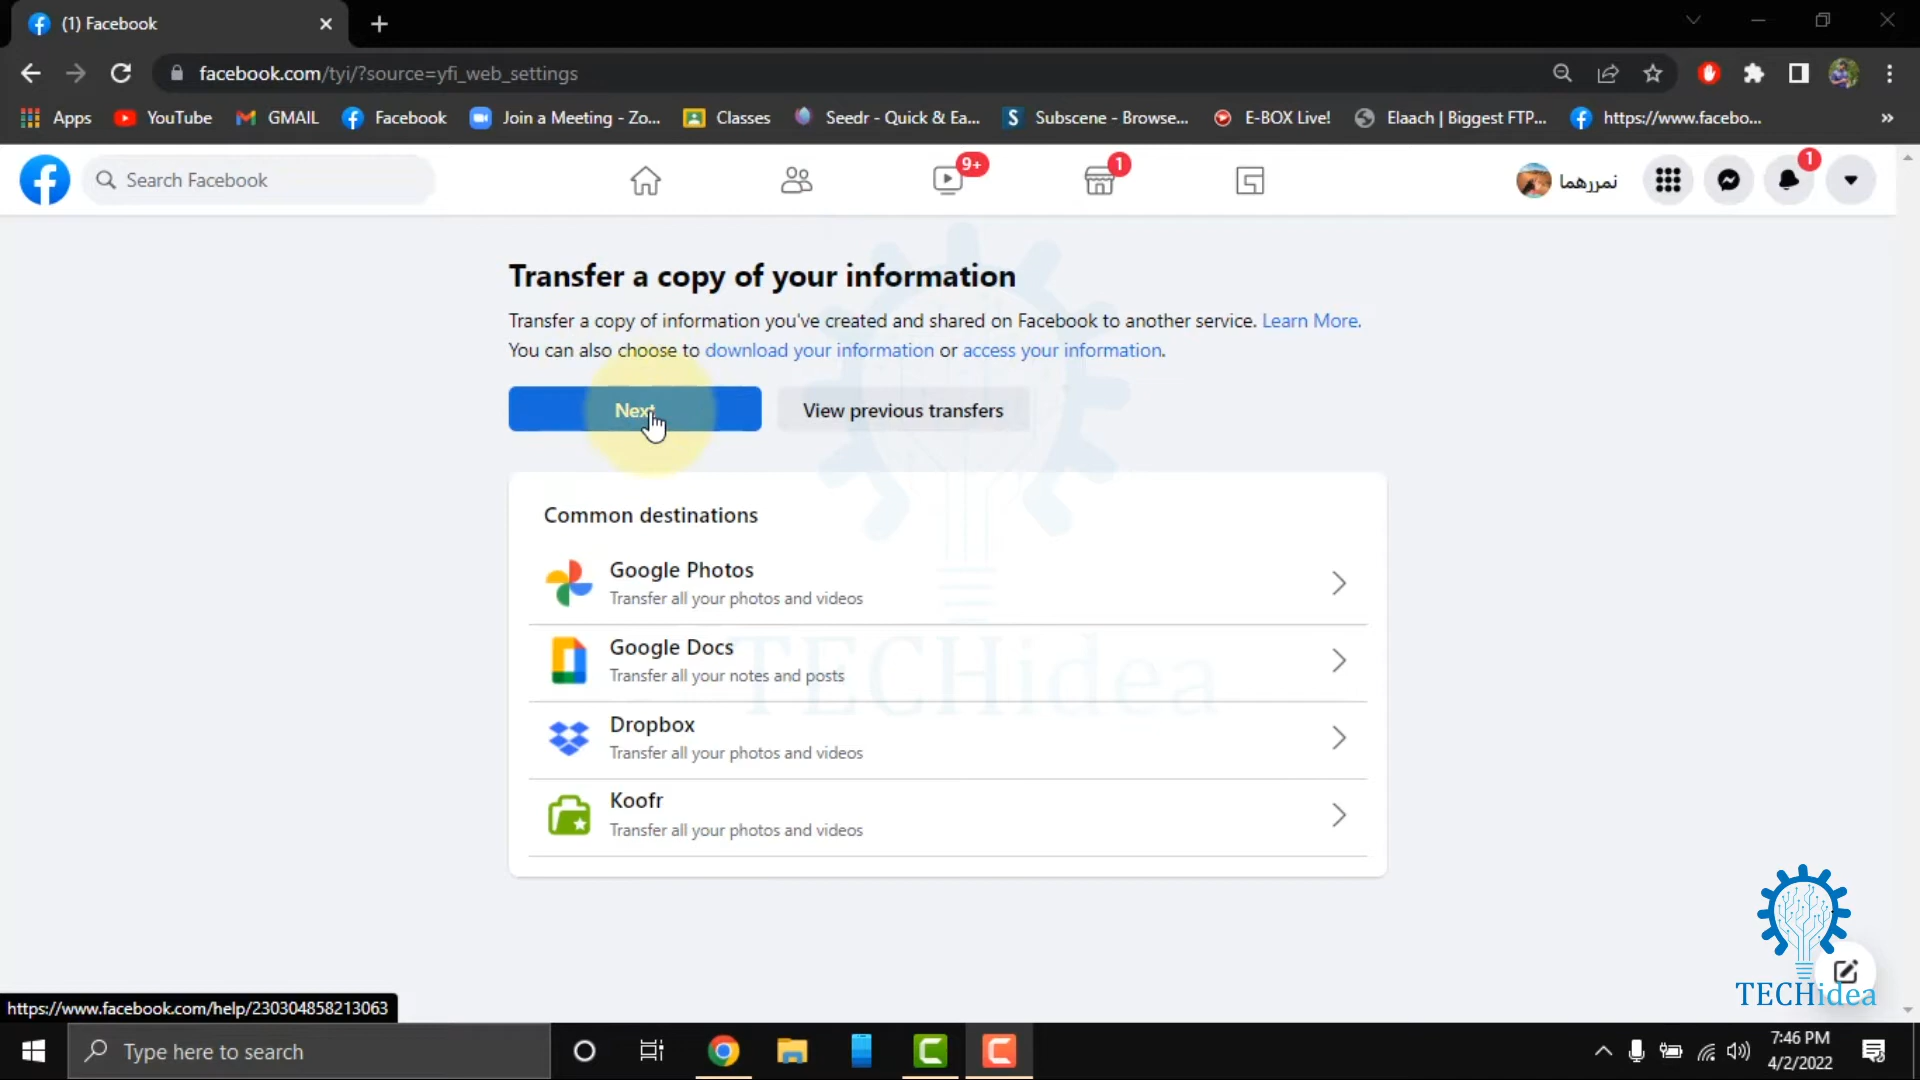 (1) Facebook
facebook.com/tyi/?source=yfi_web_settings
Apps YouTube GMAIL Facebook Join a Meeting - Zo... Classes Seedr - Quick & Ea... S Subscene - Browse... E-BOX Live! Elaach | Biggest FTP... https://www.facebo... »
Search Facebook 9+ 1 نمررهما 1
Transfer a copy of your information
Transfer a copy of information you've created and shared on Facebook to another service. Learn More.
You can also choose to download your information or access your information.
Next View previous transfers
Common destinations
Google Photos
Transfer all your photos and videos
Google Docs
Transfer all your notes and posts
TECHidea
Dropbox
Transfer all your photos and videos
Koofr
Transfer all your photos and videos
TECHidea
https://www.facebook.com/help/230304858213063
Type here to search
7:46 PM
4/2/2022